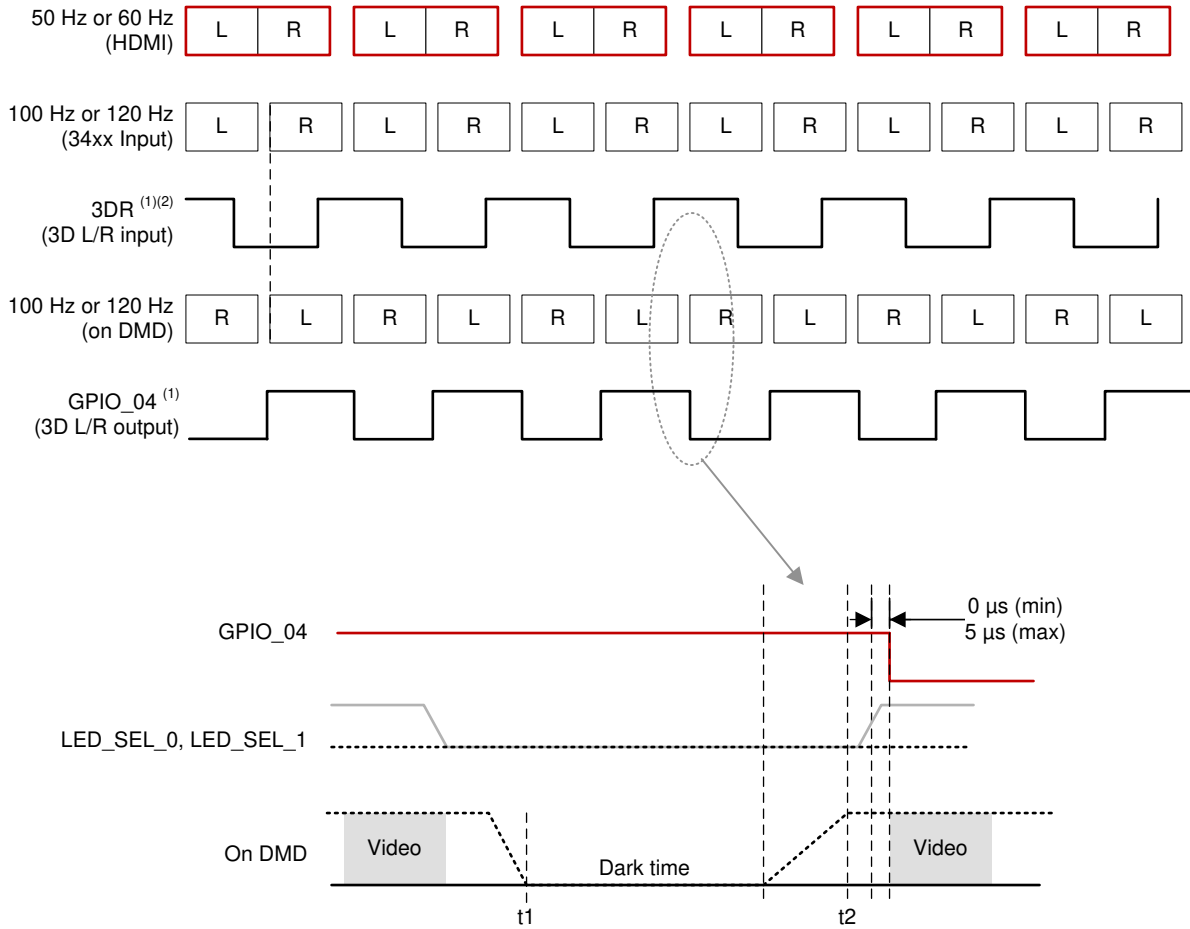 50 Hz or 60 Hz
(HDMI)
L R L R L R L R L R L R
100 Hz or 120 Hz
(34xx Input)
L R L R L R L R L R L R
3DR (1)(2)
(3D L/R input)
100 Hz or 120 Hz
(on DMD)
R L R L R L R L R L R L
GPIO_04 (1)
(3D L/R output)
GPIO_04
0 µs (min)
5 µs (max)
LED_SEL_0, LED_SEL_1
On DMD
Video
Dark time
Video
t1
t2